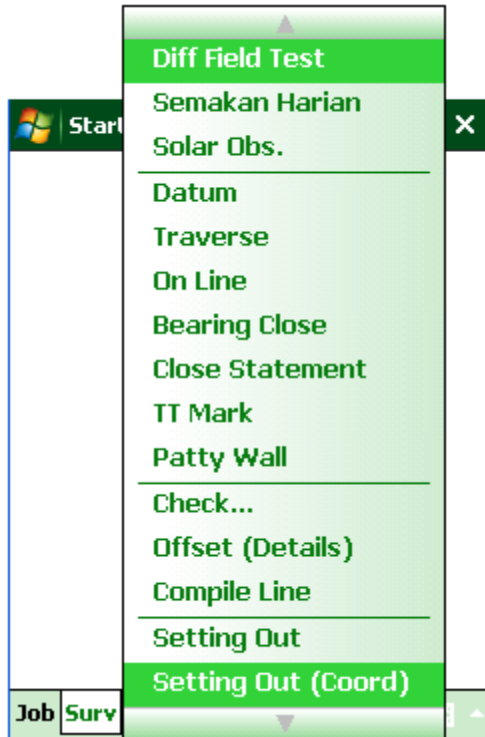 Diff Field Test
Semakan Harian
Solar Obs.
Datum
Traverse
On Line
Bearing Close
Close Statement
TT Mark
Patty Wall
Check...
Offset (Details)
Compile Line
Setting Out
Setting Out (Coord)
Job Surv